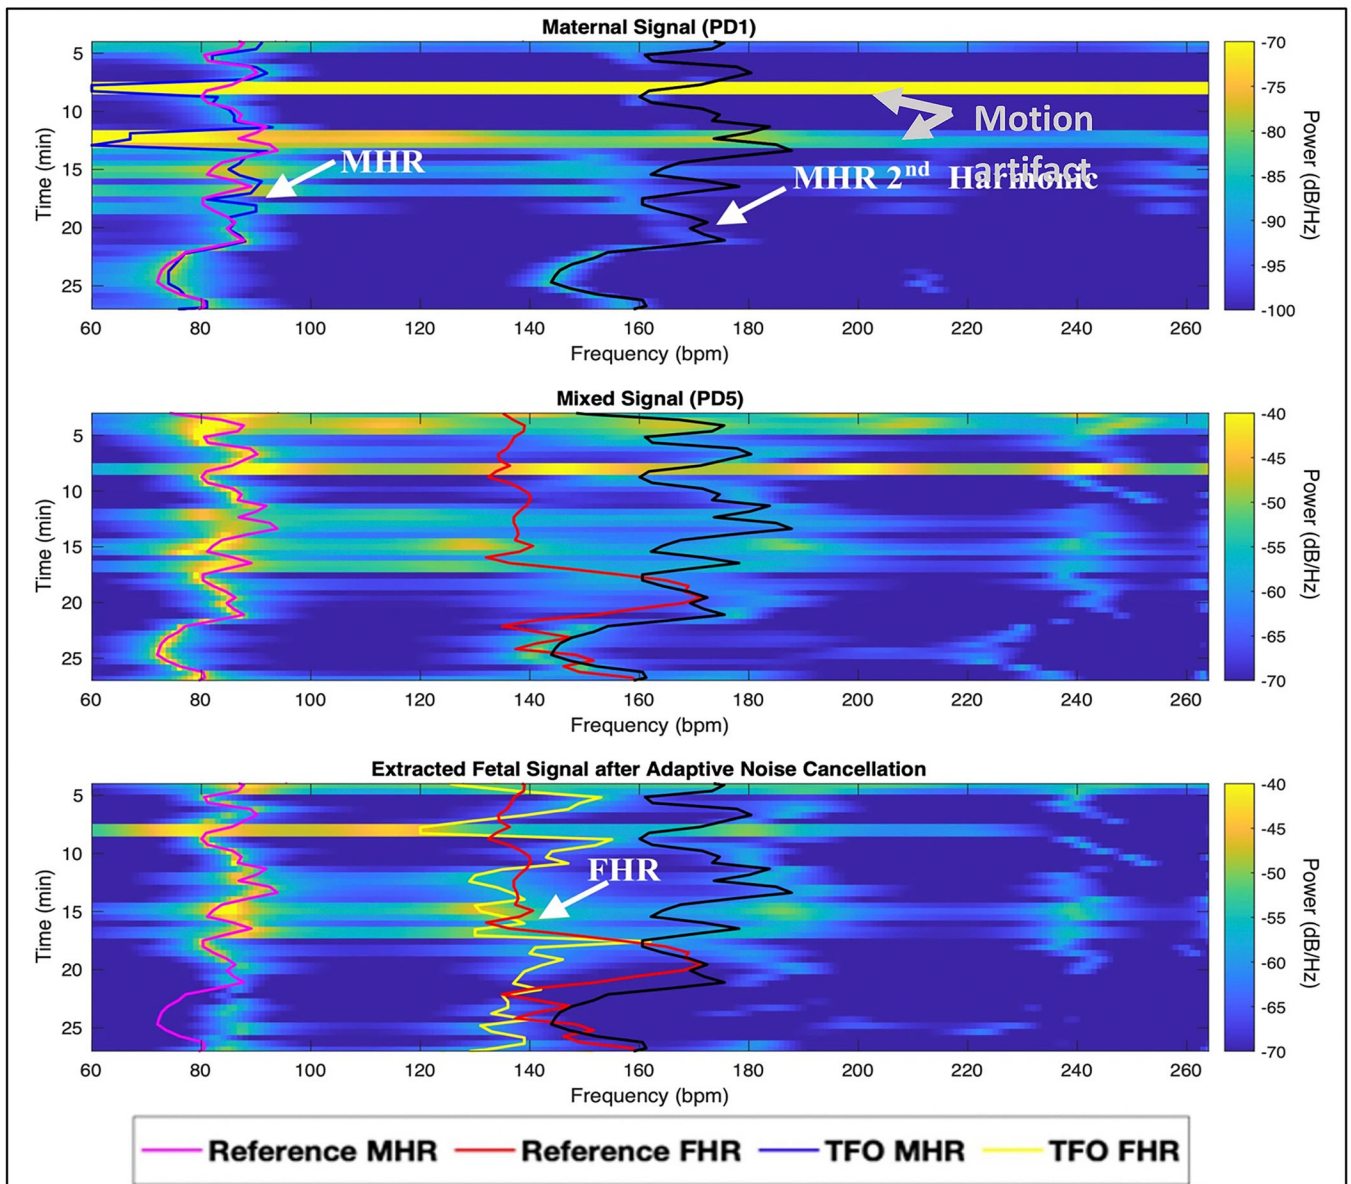 Maternal Signal (PD1)
5
10
15
20
25
Time (min)
60 80 100 120 140 160 180 200 220 240 260
Frequency (bpm)
MHR
MHR 2nd Harmonic
Motion
artifact
-70
-75
-80
-85
-90
-95
-100
Power (dB/Hz)
Mixed Signal (PD5)
5
10
15
20
25
Time (min)
60 80 100 120 140 160 180 200 220 240 260
Frequency (bpm)
-40
-45
-50
-55
-60
-65
-70
Power (dB/Hz)
Extracted Fetal Signal after Adaptive Noise Cancellation
5
10
15
20
25
Time (min)
60 80 100 120 140 160 180 200 220 240 260
Frequency (bpm)
FHR
-40
-45
-50
-55
-60
-65
-70
Power (dB/Hz)
Reference MHR Reference FHR TFO MHR TFO FHR